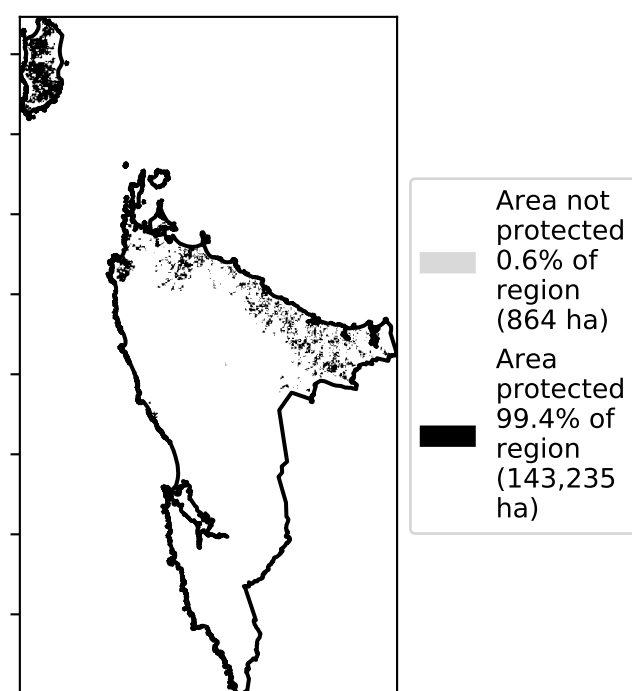 Area not
protected
0.6% of
region
(864 ha)
Area
protected
99.4% of
region
(143,235
ha)